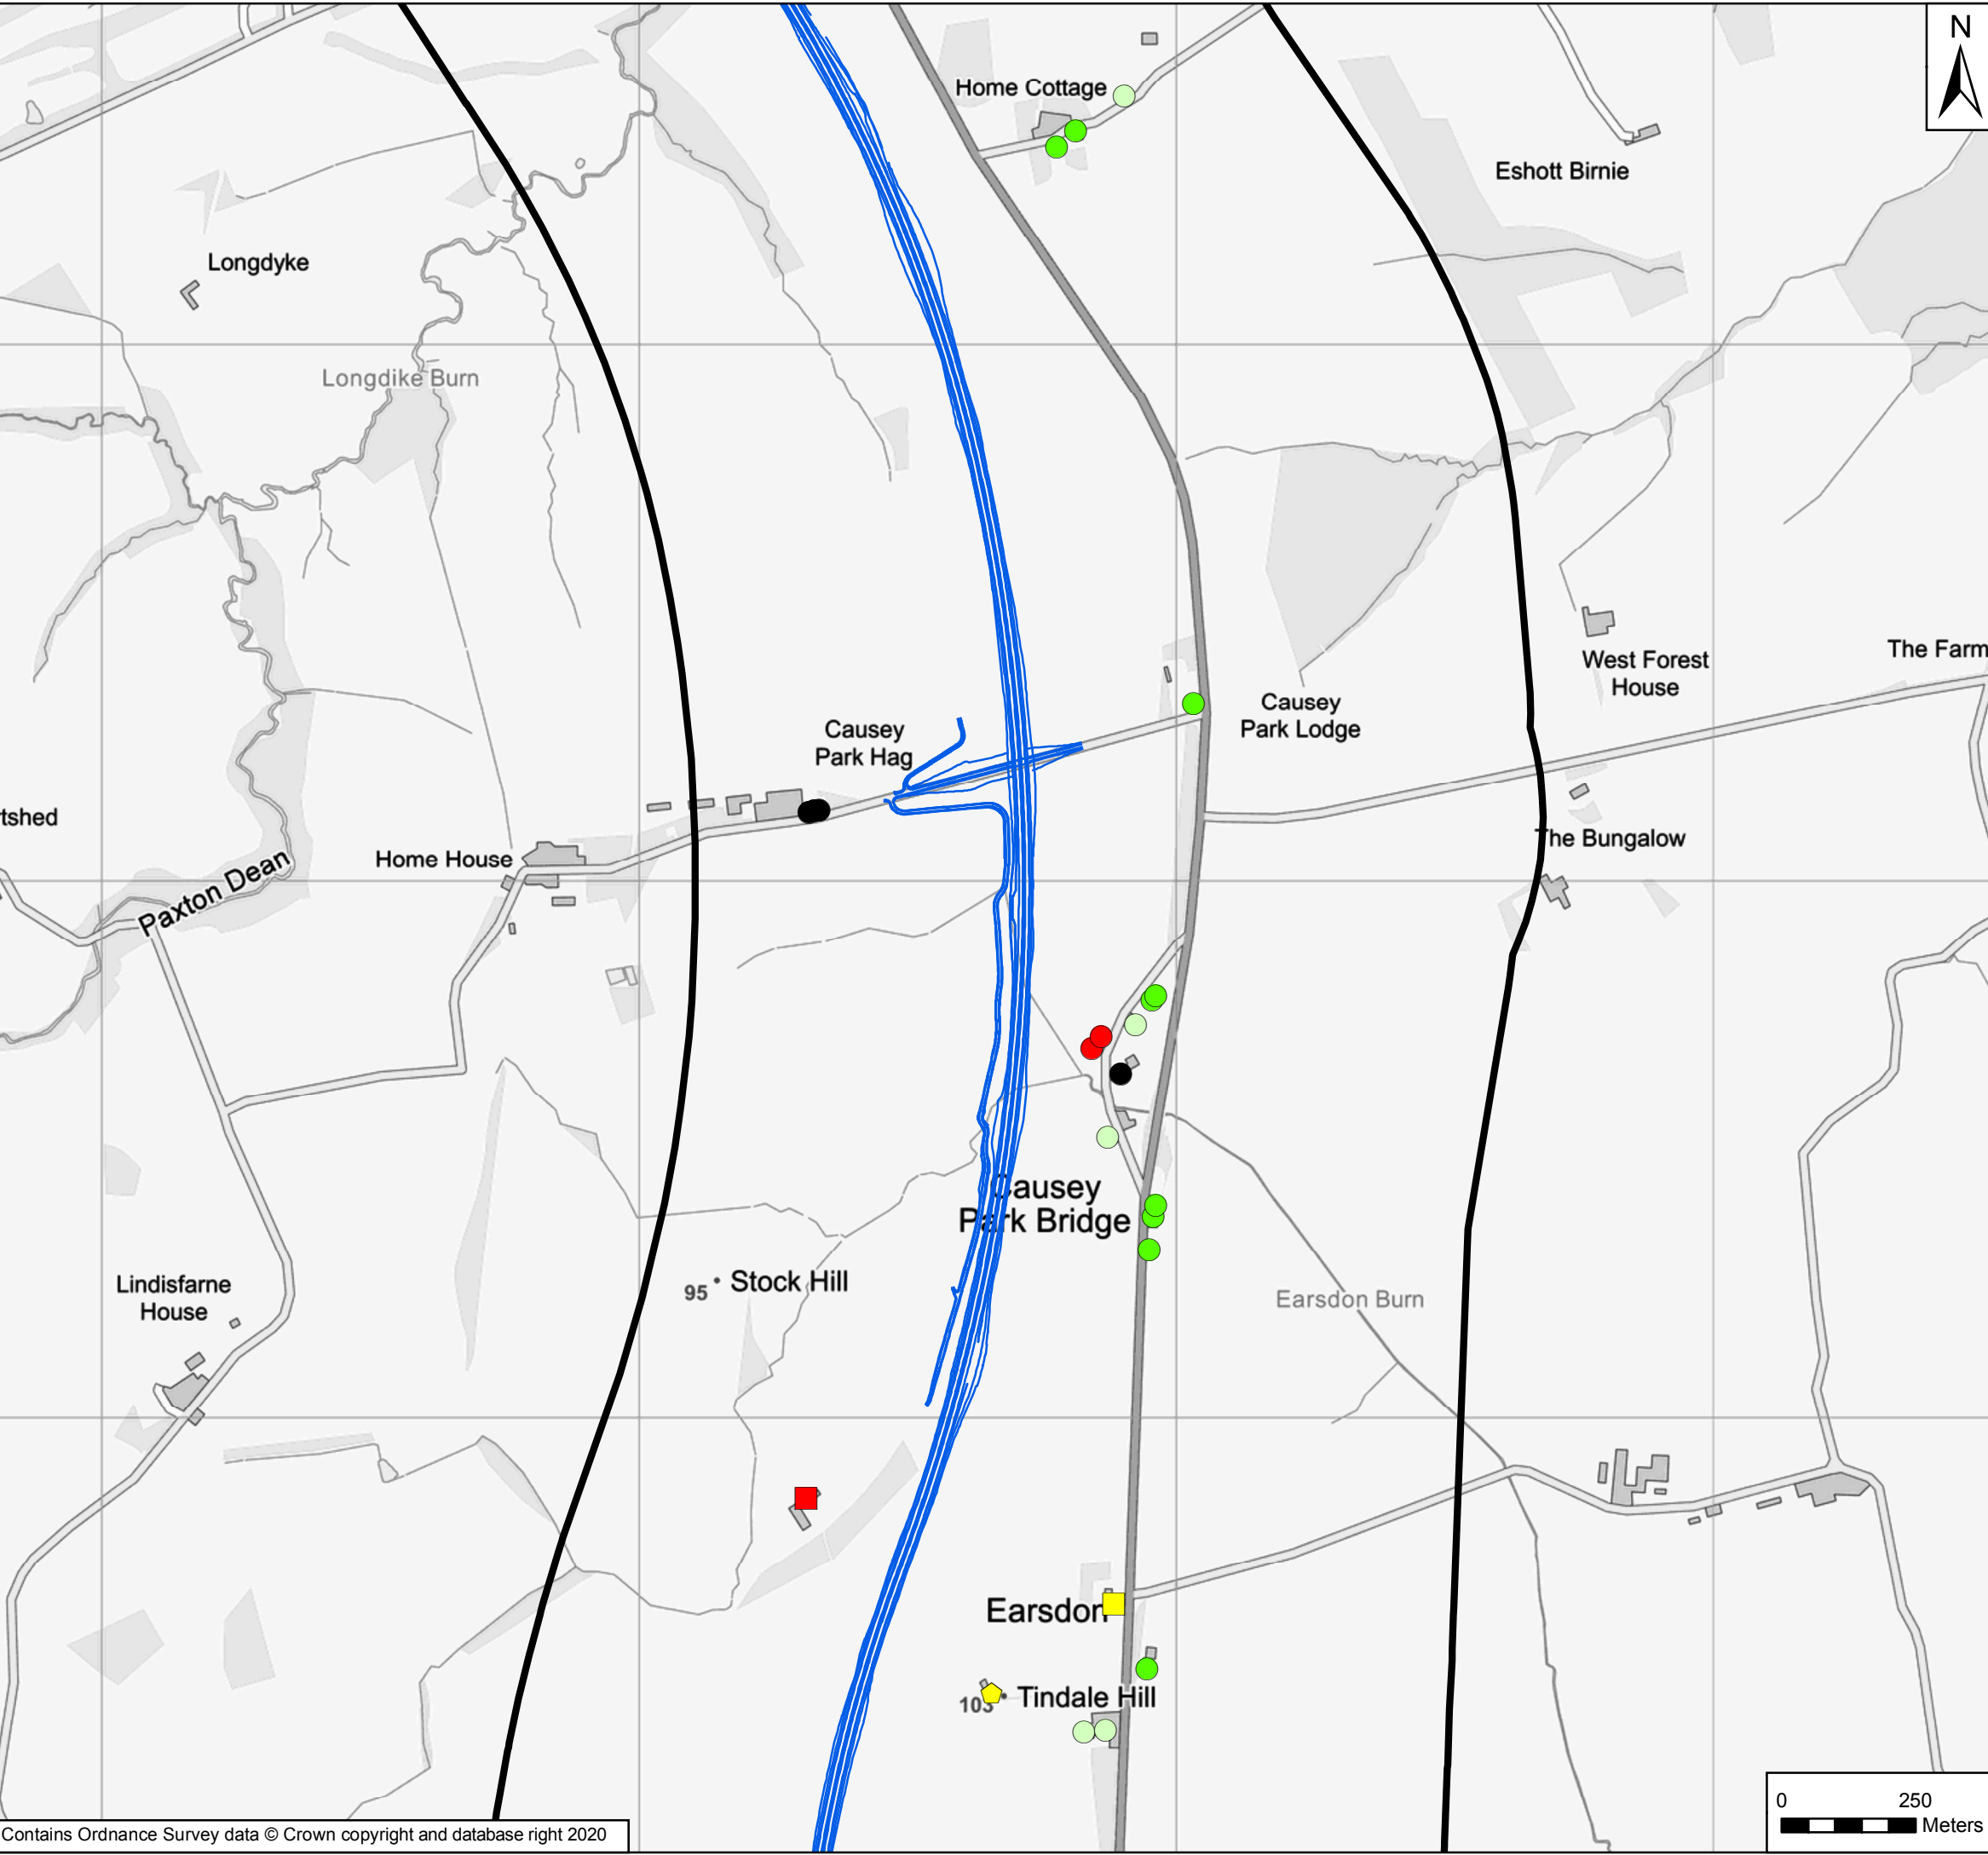 N
Home Cottage
Eshott Birnie
Longdyke
Longdike Burn
West Forest
House
The Farm
Causey
Park Lodge
Causey
Park Hag
tshed
The Bungalow
Home House
Paxton Dean
Causey
Park Bridge
95
Stock Hill
Lindisfarne
House
Earsdon Burn
Earsdon
103
Tindale Hill
0 250
Meters
Contains Ordnance Survey data © Crown copyright and database right 2020